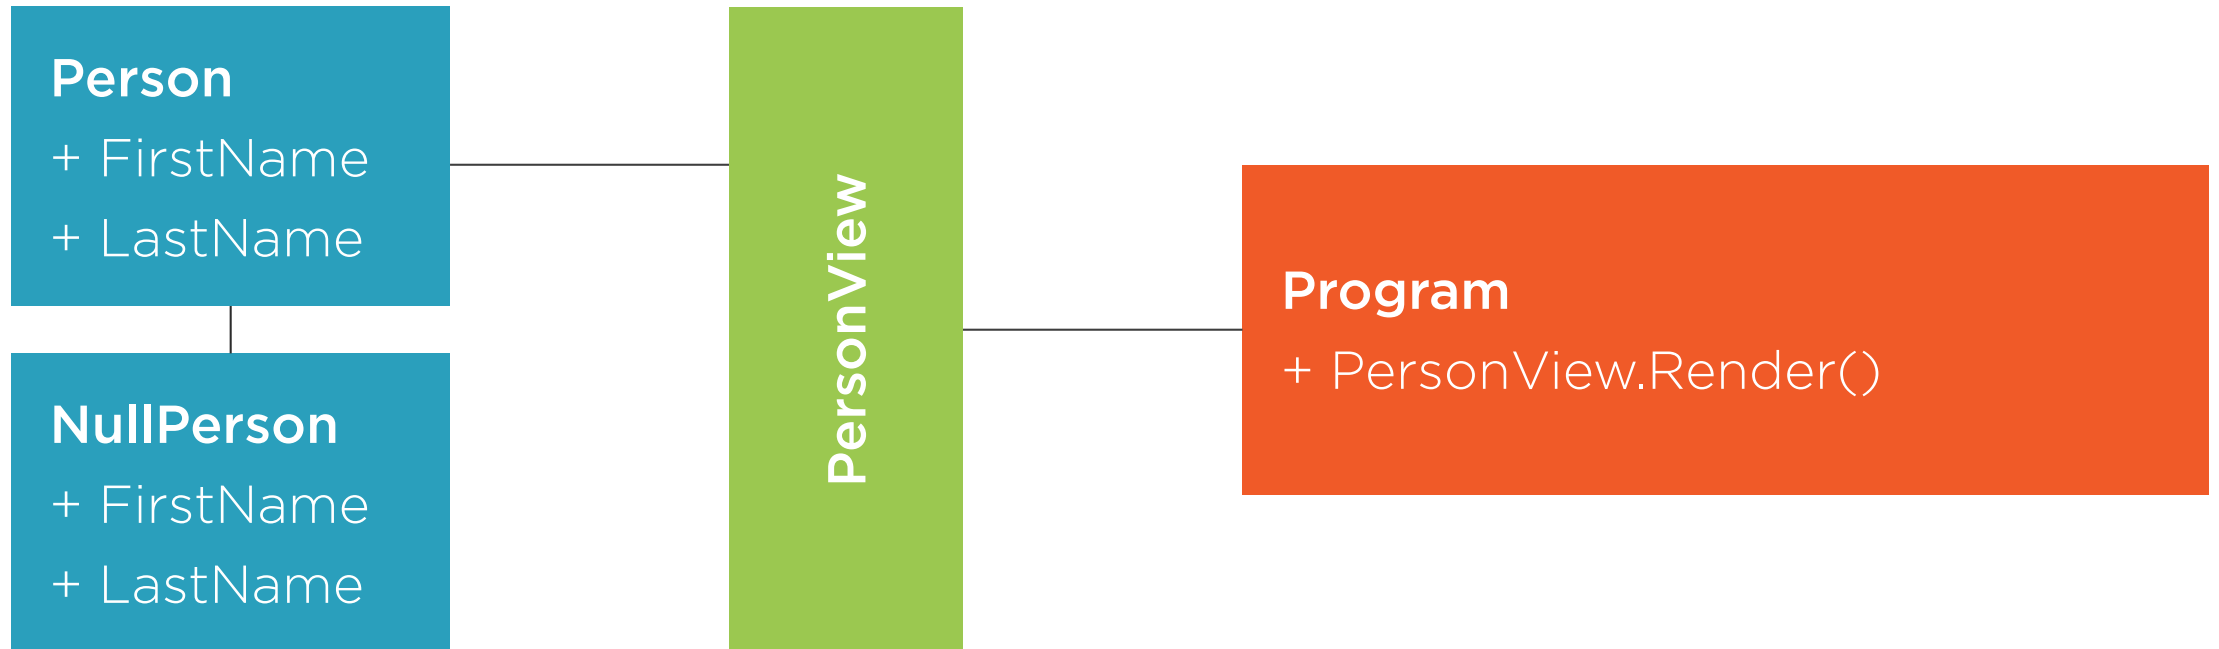 Person
+ FirstName
+ LastName
NullPerson
+ FirstName
+ LastName
PersonView
Program
+ PersonView.Render()